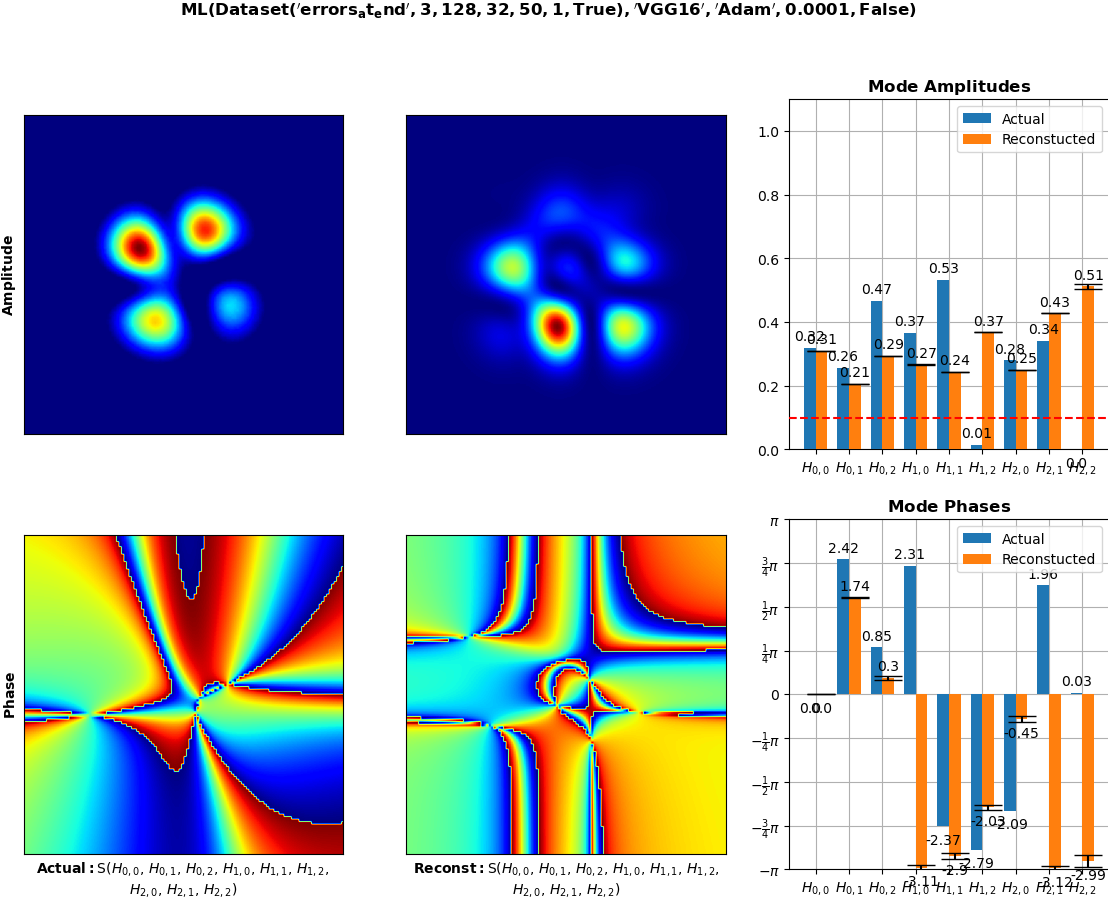 ML(Dataset('errors_at_end', 3, 128, 32, 50, 1, True), 'VGG16', 'Adam', 0.0001, False)
Amplitude
Mode Amplitudes
Actual
Reconstucted
1.0
0.8
0.6
0.4
0.2
0.0
0.32
0.31
0.26
0.21
0.47
0.29
0.37
0.27
0.53
0.24
0.01
0.37
0.28
0.25
0.34
0.43
0.0
0.51
H0,0 H0,1 H0,2 H1,0 H1,1 H1,2 H2,0 H2,1 H2,2
Phase
Actual: S(H0,0, H0,1, H0,2, H1,0, H1,1, H1,2,
H2,0, H2,1, H2,2)
Reconst: S(H0,0, H0,1, H0,2, H1,0, H1,1, H1,2,
H2,0, H2,1, H2,2)
Mode Phases
Actual
Reconstucted
π
3/4π
1/2π
1/4π
0
−1/4π
−1/2π
−3/4π
−π
0.0
0.0
2.42
1.74
0.85
0.3
2.31
-3.11
-2.37
-2.9
-2.79
-2.03
-2.09
-0.45
1.96
-3.12
0.03
-2.99
H0,0 H0,1 H0,2 H1,0 H1,1 H1,2 H2,0 H2,1 H2,2